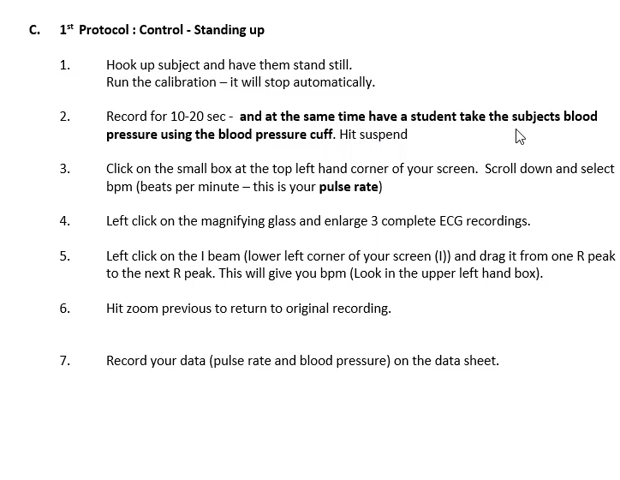 C. 1st Protocol : Control - Standing up
1. Hook up subject and have them stand still.
Run the calibration – it will stop automatically.
2. Record for 10-20 sec - and at the same time have a student take the subjects blood
pressure using the blood pressure cuff. Hit suspend
3. Click on the small box at the top left hand corner of your screen. Scroll down and select
bpm (beats per minute – this is your pulse rate)
4. Left click on the magnifying glass and enlarge 3 complete ECG recordings.
5. Left click on the I beam (lower left corner of your screen (I)) and drag it from one R peak
to the next R peak. This will give you bpm (Look in the upper left hand box).
6. Hit zoom previous to return to original recording.
7. Record your data (pulse rate and blood pressure) on the data sheet.